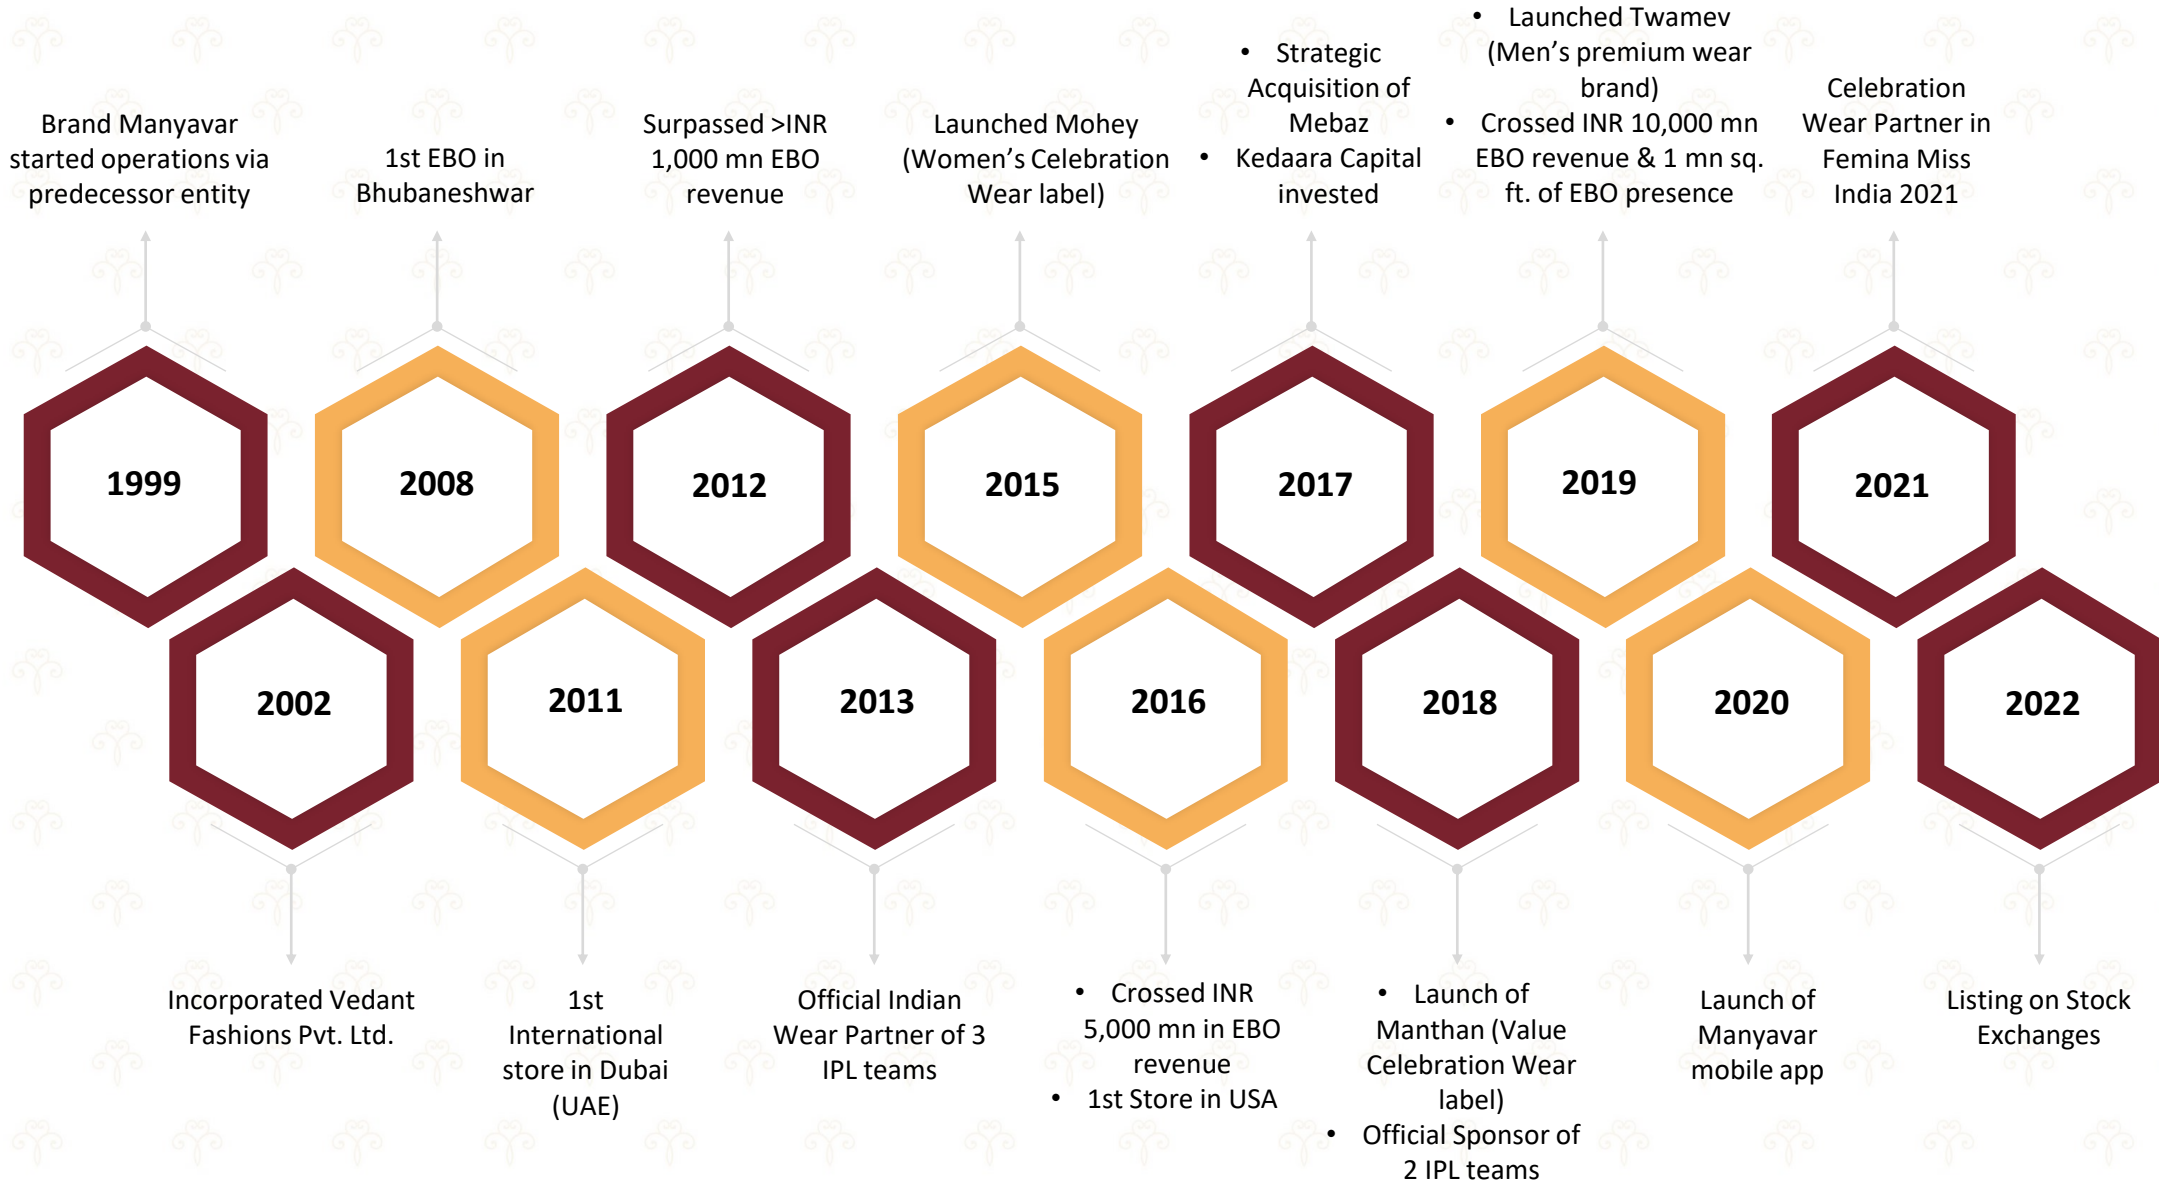 Brand Manyavar
started operations via
predecessor entity
1st EBO in
Bhubaneshwar
Surpassed >INR
1,000 mn EBO
revenue
Launched Mohey
(Women’s Celebration
Wear label)
• Strategic
Acquisition of
Mebaz
• Kedaara Capital
invested
• Launched Twamev
(Men’s premium wear
brand)
• Crossed INR 10,000 mn
EBO revenue & 1 mn sq.
ft. of EBO presence
Celebration
Wear Partner in
Femina Miss
India 2021
1999
2008
2012
2015
2017
2019
2021
2002
2011
2013
2016
2018
2020
2022
Incorporated Vedant
Fashions Pvt. Ltd.
1st
International
store in Dubai
(UAE)
Official Indian
Wear Partner of 3
IPL teams
• Crossed INR
5,000 mn in EBO
revenue
• 1st Store in USA
• Launch of
Manthan (Value
Celebration Wear
label)
• Official Sponsor of
2 IPL teams
Launch of
Manyavar
mobile app
Listing on Stock
Exchanges